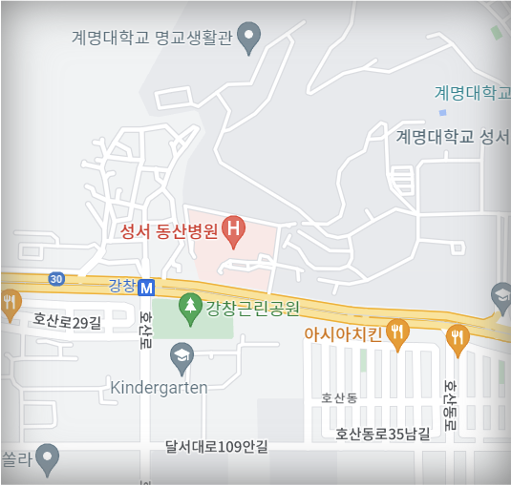 계명대학교 명교생활관
계명대학교
계명대학교 성서
성서 동산병원
H
30
강창
M
강창근린공원
호산로29길
호산로
아시아치킨
Kindergarten
호산동
호산동로
호산동로35남길
달서대로109안길
쏠라